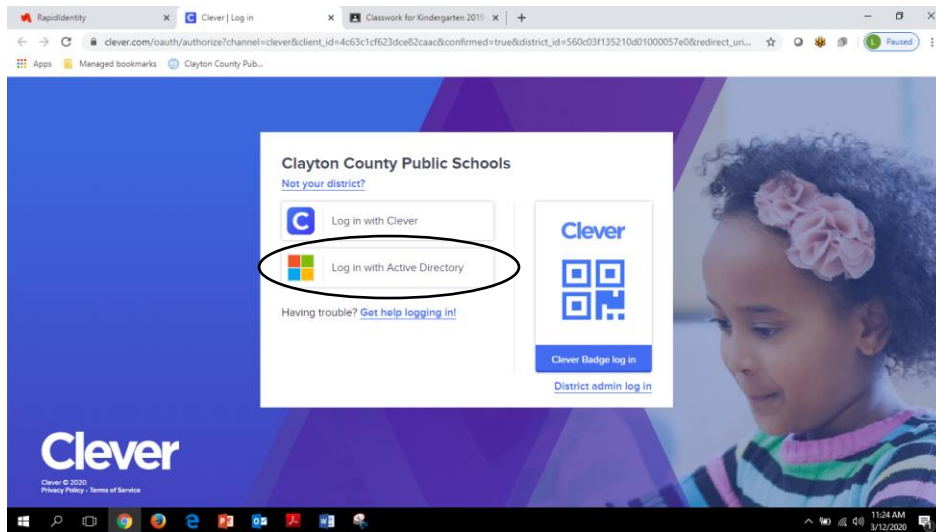 RapidIdentity
Clever | Log in
Classwork for Kindergarten 2019
clever.com/oauth/authorize?channel=clever&client_id=4c63c1cf623dce82caac&confirmed=true&district_id=560c03f135210d01000057e0&redirect_uri...
Paused
Apps
Managed bookmarks
Clayton County Pub...
Clayton County Public Schools
Not your district?
Log in with Clever
Log in with Active Directory
Having trouble? Get help logging in!
Clever
Clever Badge log in
District admin log in
Clever
Clever © 2020
Privacy Policy - Terms of Service
11:24 AM
3/12/2020